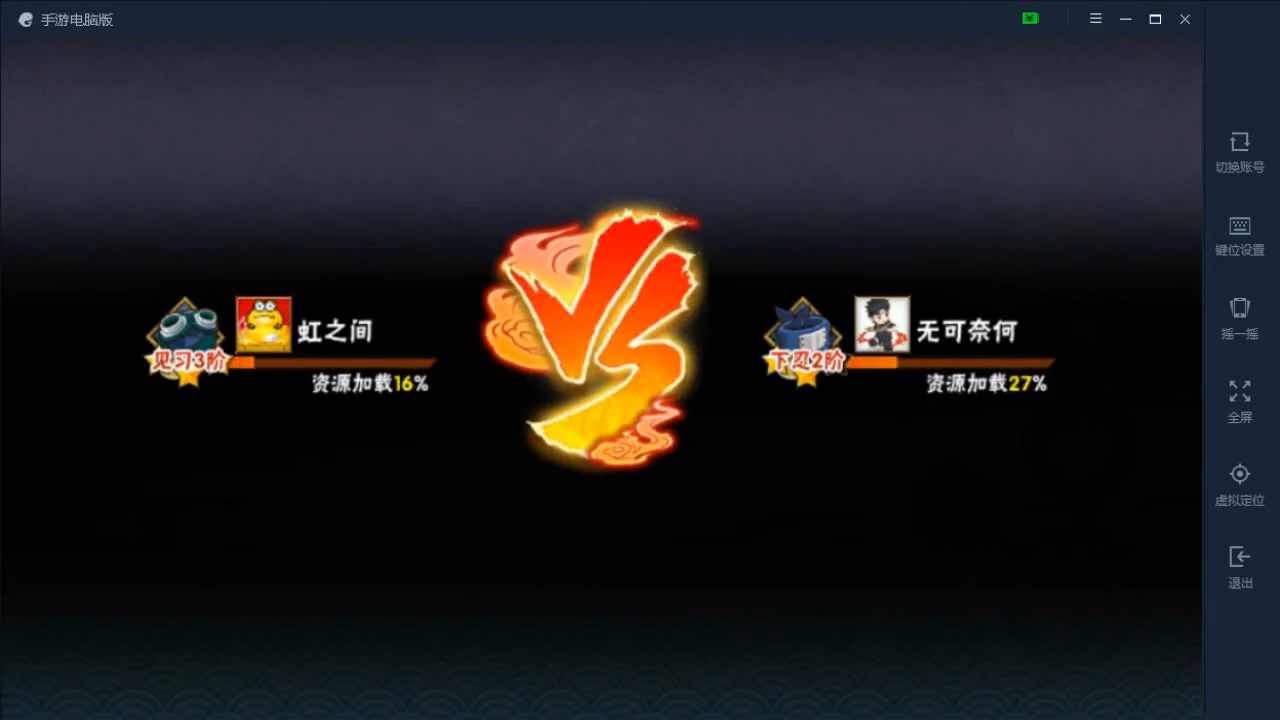 手游电脑版
切换账号
键位设置
摇一摇
全屏
虚拟定位
退出
虹之间
见习3阶
资源加载16%
VS
无可奈何
下忍2阶
资源加载27%